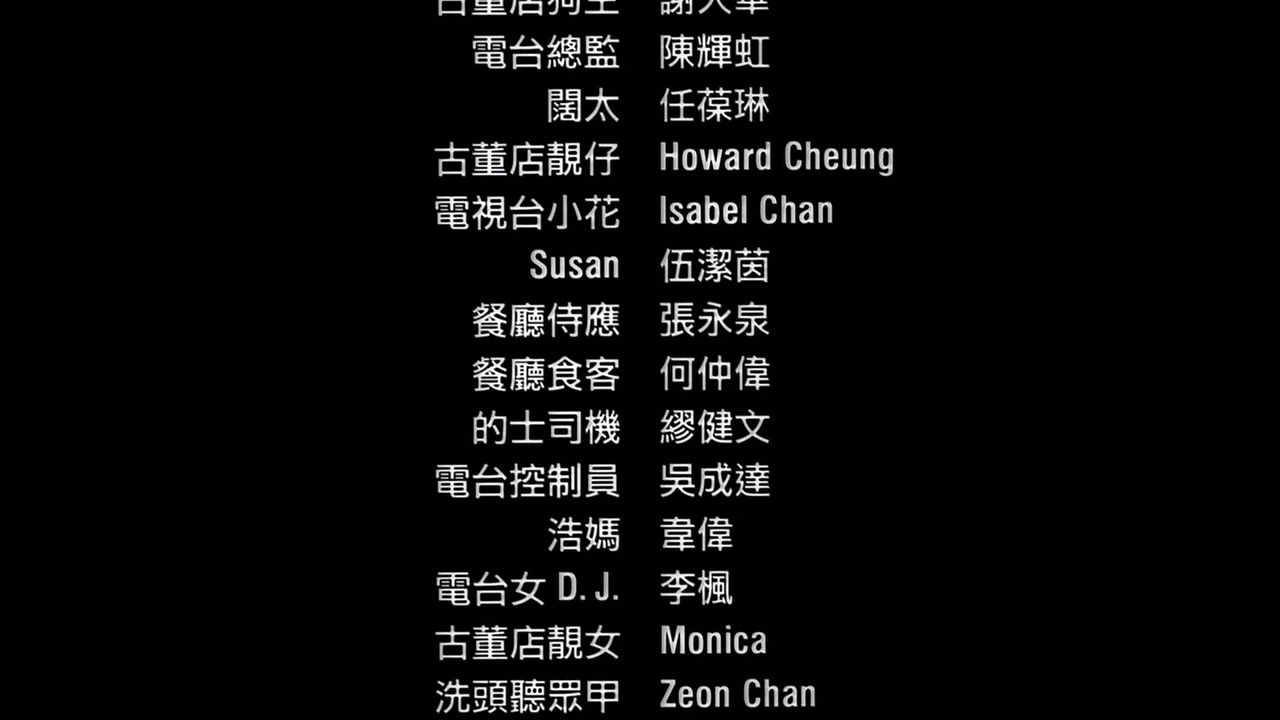 電台總監 陳輝虹
闊太 任葆琳
古董店靚仔 Howard Cheung
電視台小花 Isabel Chan
Susan 伍潔茵
餐廳侍應 張永泉
餐廳食客 何仲偉
的士司機 繆健文
電台控制員 吳成達
浩媽 韋偉
電台女 D. J. 李楓
古董店靚女 Monica
洗頭聽眾甲 Zeon Chan